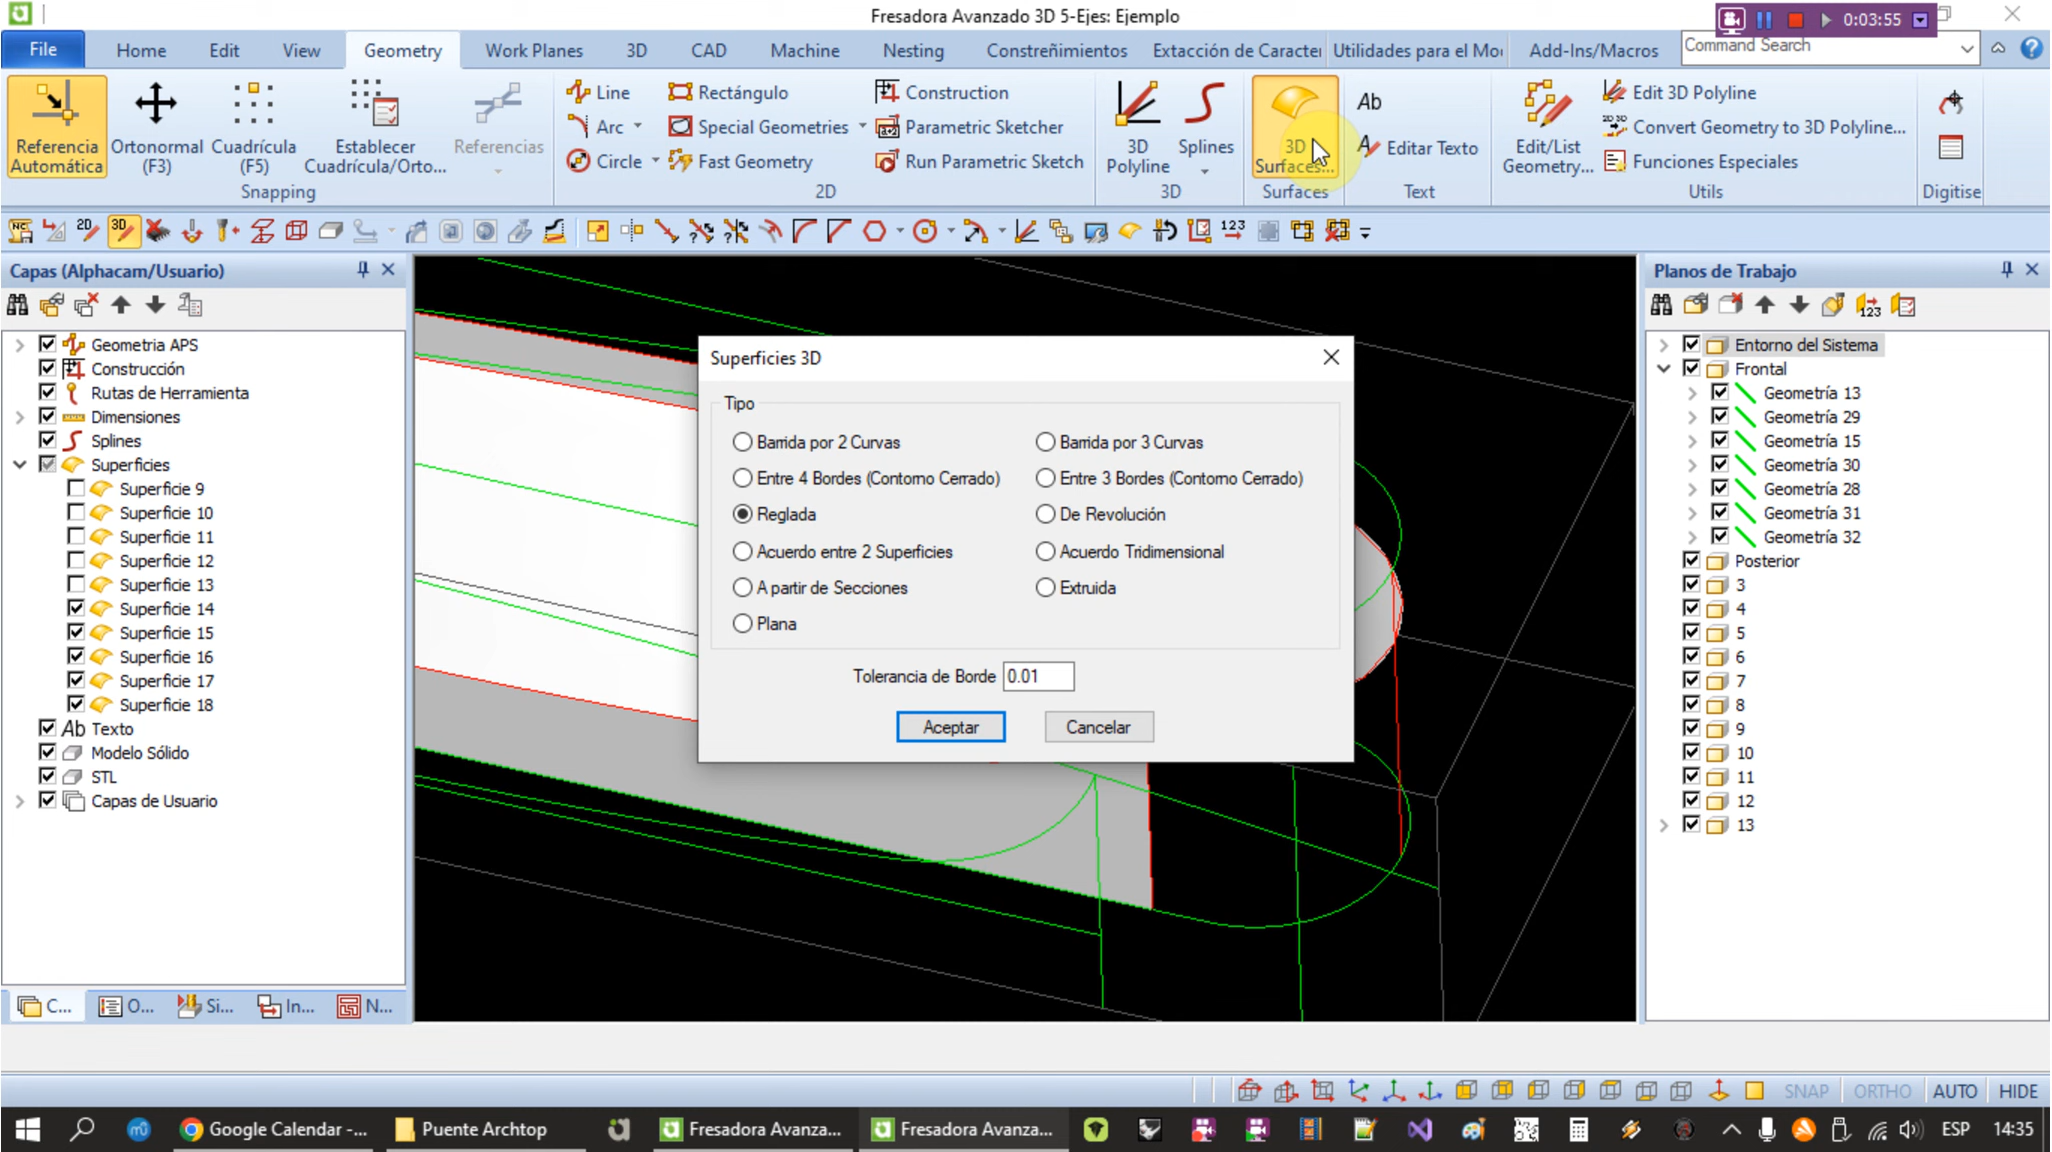 Fresadora Avanzado 3D 5-Ejes: Ejemplo
0:03:55
File Home Edit View Geometry Work Planes 3D CAD Machine Nesting Constreñimientos Extacción de Caracte Utilidades para el Mo Add-Ins/Macros Command Search
Referencia Automática
Ortonormal (F3)
Cuadrícula (F5)
Establecer Cuadrícula/Orto...
Referencias
Snapping
Line
Arc
Circle
Rectángulo
Special Geometries
Fast Geometry
Construction
Parametric Sketcher
Run Parametric Sketch
2D
3D Polyline
Splines
3D
3D Surfaces...
Surfaces
Ab
Editar Texto
Text
Edit/List Geometry...
Edit 3D Polyline
Convert Geometry to 3D Polyline...
Funciones Especiales
Utils
Digitise
NC 2D 3D 123
Capas (Alphacam/Usuario)
Geometria APS
Construcción
Rutas de Herramienta
Dimensiones
Splines
Superficies
Superficie 9
Superficie 10
Superficie 11
Superficie 12
Superficie 13
Superficie 14
Superficie 15
Superficie 16
Superficie 17
Superficie 18
Ab Texto
Modelo Sólido
STL
Capas de Usuario
C... O... Si... In... N...
Superficies 3D
Tipo
Barrida por 2 Curvas
Barrida por 3 Curvas
Entre 4 Bordes (Contorno Cerrado)
Entre 3 Bordes (Contorno Cerrado)
Reglada
De Revolución
Acuerdo entre 2 Superficies
Acuerdo Tridimensional
A partir de Secciones
Extruida
Plana
Tolerancia de Borde 0.01
Aceptar
Cancelar
Planos de Trabajo
123
Entorno del Sistema
Frontal
Geometría 13
Geometría 29
Geometría 15
Geometría 30
Geometría 28
Geometría 31
Geometría 32
Posterior
3
4
5
6
7
8
9
10
11
12
13
SNAP ORTHO AUTO HIDE
Google Calendar -...
Puente Archtop
Fresadora Avanza...
Fresadora Avanza...
ESP
14:35